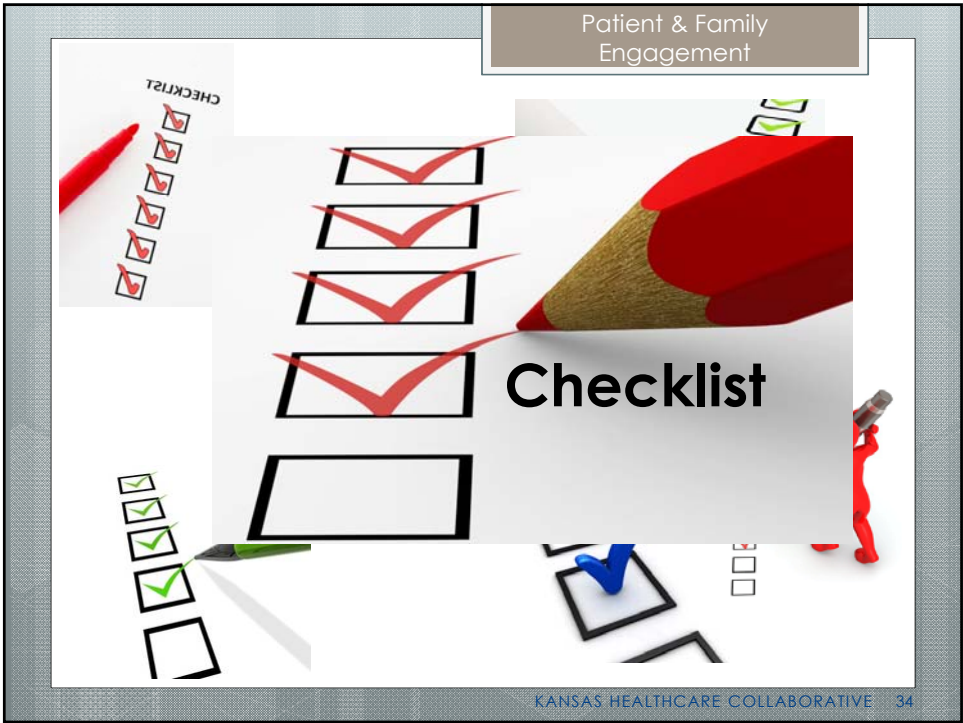 Patient & Family
Engagement
CHECKLIST
Checklist
KANSAS HEALTHCARE COLLABORATIVE 34